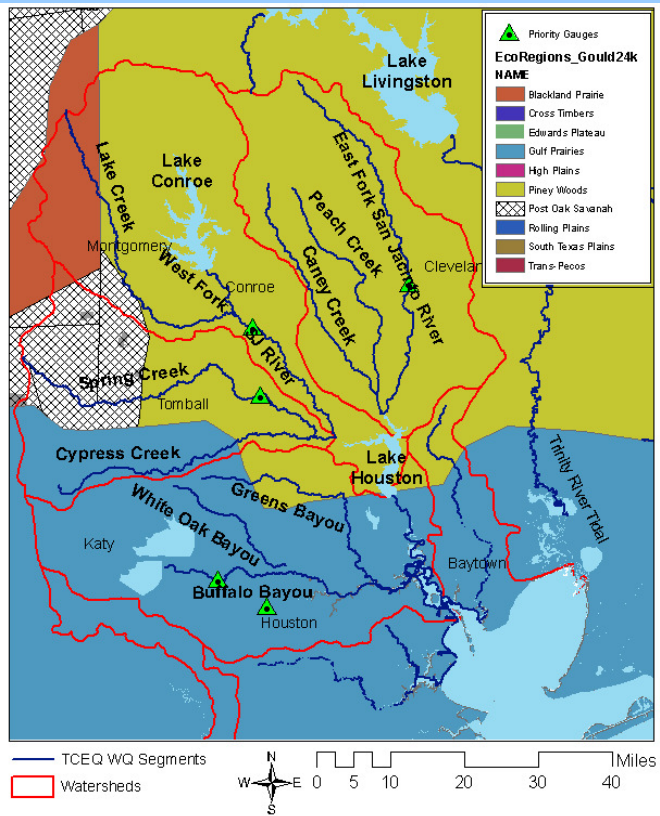 Priority Gauges
EcoRegions_Gould24k
NAME
Blackland Prairie
Cross Timbers
Edwards Plateau
Gulf Prairies
High Plains
Piney Woods
Post Oak Savanah
Rolling Plains
South Texas Plains
Trans-Pecos
Lake
Livingston
Lake
Conroe
Lake Creek
East Fork San Jacinto River
Peach Creek
Caney Creek
Montgomery
West Fork
SJ River
Conroe
Clevelan
Spring Creek
Tomball
Cypress Creek
Lake
Houston
Greens Bayou
White Oak Bayou
Trinity River Tidal
Katy
Baytown
Buffalo Bayou
Houston
TCEQ WQ Segments
Watersheds
N
W E
S
Miles
0 5 10 20 30 40